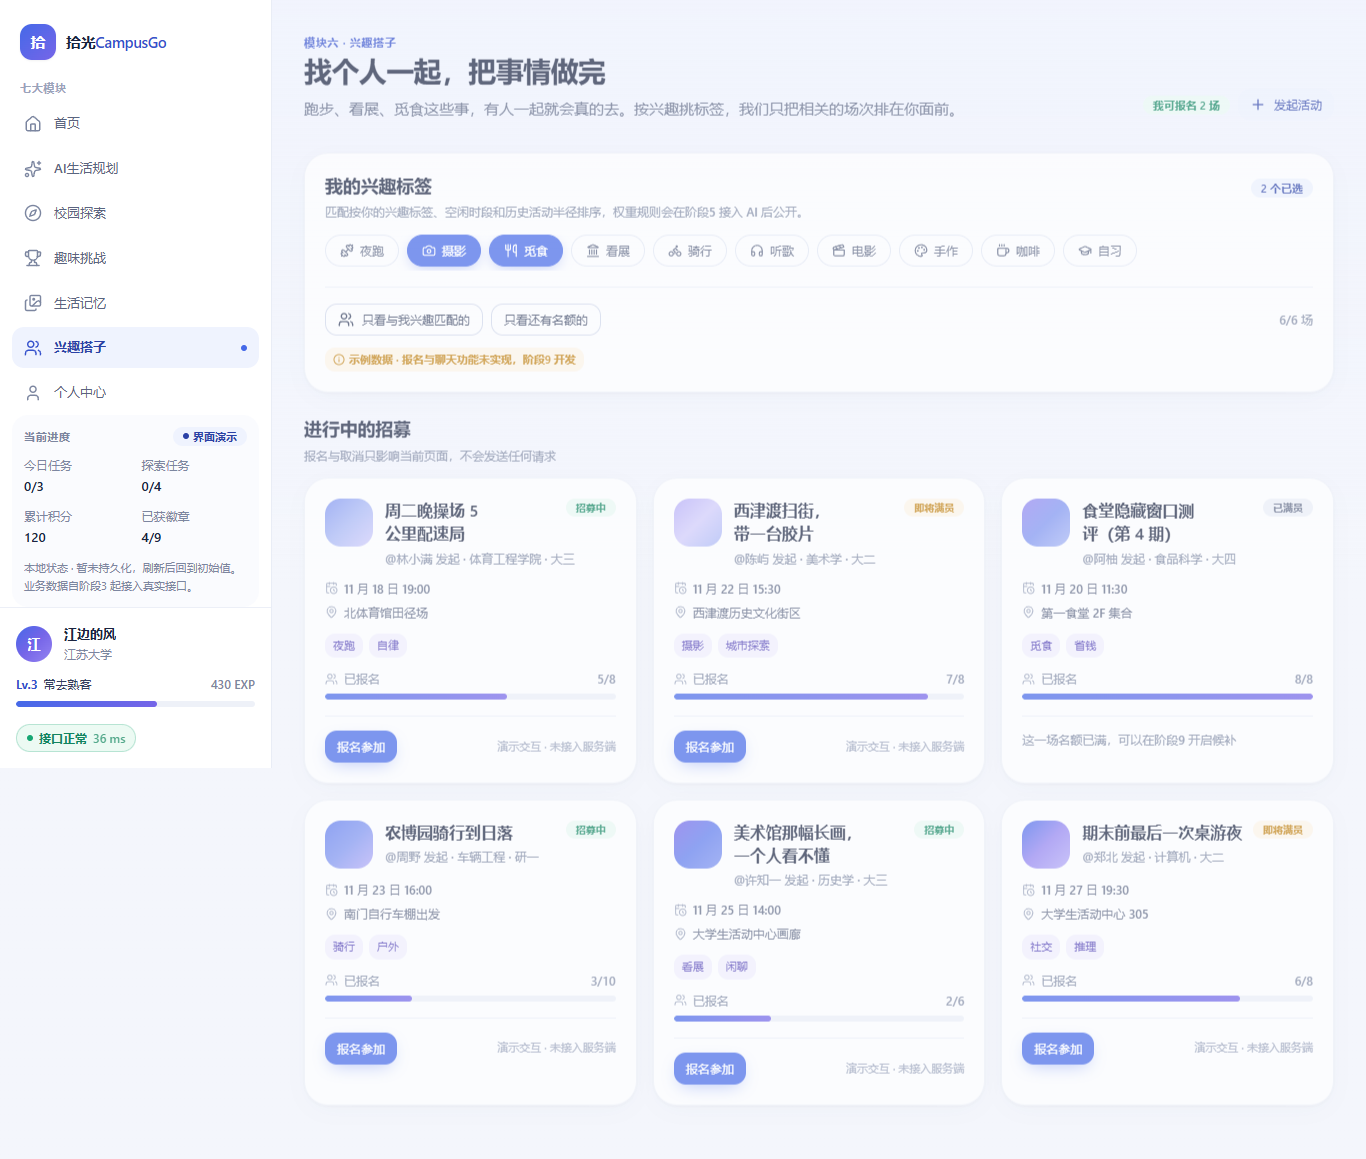 拾 拾光CampusGo
七大模块
首页
AI生活规划
校园探索
趣味挑战
生活记忆
兴趣搭子
个人中心
当前进度 界面演示
今日任务 探索任务
0/3 0/4
累计积分 已获徽章
120 4/9
本地状态 · 暂未持久化，刷新后回到初始值。
业务数据自阶段3 起接入真实接口。
江 江边的风
江苏大学
Lv.3 常去熟客 430 EXP
接口正常 36 ms
模块六 · 兴趣搭子
找个人一起，把事情做完
跑步、看展、觅食这些事，有人一起就会真的去。按兴趣挑标签，我们只把相关的场次排在你面前。
我可报名 2 场 发起活动
我的兴趣标签 2 个已选
匹配按你的兴趣标签、空闲时段和历史活动半径排序，权重规则会在阶段5 接入 AI 后公开。
夜跑 摄影 觅食 看展 骑行 听歌 电影 手作 咖啡 自习
只看与我兴趣匹配的 只看还有名额的 6/6 场
示例数据 · 报名与聊天功能未实现，阶段9 开发
进行中的招募
报名与取消只影响当前页面，不会发送任何请求
周二晚操场 5 招募中
公里配速局
@林小满 发起 · 体育工程学院 · 大三
11 月 18 日 19:00
北体育馆田径场
夜跑 自律
已报名 5/8
报名参加 演示交互 · 未接入服务端
西津渡扫街， 即将满员
带一台胶片
@陈屿 发起 · 美术学 · 大二
11 月 22 日 15:30
西津渡历史文化街区
摄影 城市探索
已报名 7/8
报名参加 演示交互 · 未接入服务端
食堂隐藏窗口测 已满员
评（第 4 期）
@阿柚 发起 · 食品科学 · 大四
11 月 20 日 11:30
第一食堂 2F 集合
觅食 省钱
已报名 8/8
这一场名额已满，可以在阶段9 开启候补
农博园骑行到日落 招募中
@周野 发起 · 车辆工程 · 研一
11 月 23 日 16:00
南门自行车棚出发
骑行 户外
已报名 3/10
报名参加 演示交互 · 未接入服务端
美术馆那幅长画， 招募中
一个人看不懂
@许知一 发起 · 历史学 · 大三
11 月 25 日 14:00
大学生活动中心画廊
看展 闲聊
已报名 2/6
报名参加 演示交互 · 未接入服务端
期末前最后一次桌游夜 即将满员
@郑北 发起 · 计算机 · 大二
11 月 27 日 19:30
大学生活动中心 305
社交 推理
已报名 6/8
报名参加 演示交互 · 未接入服务端